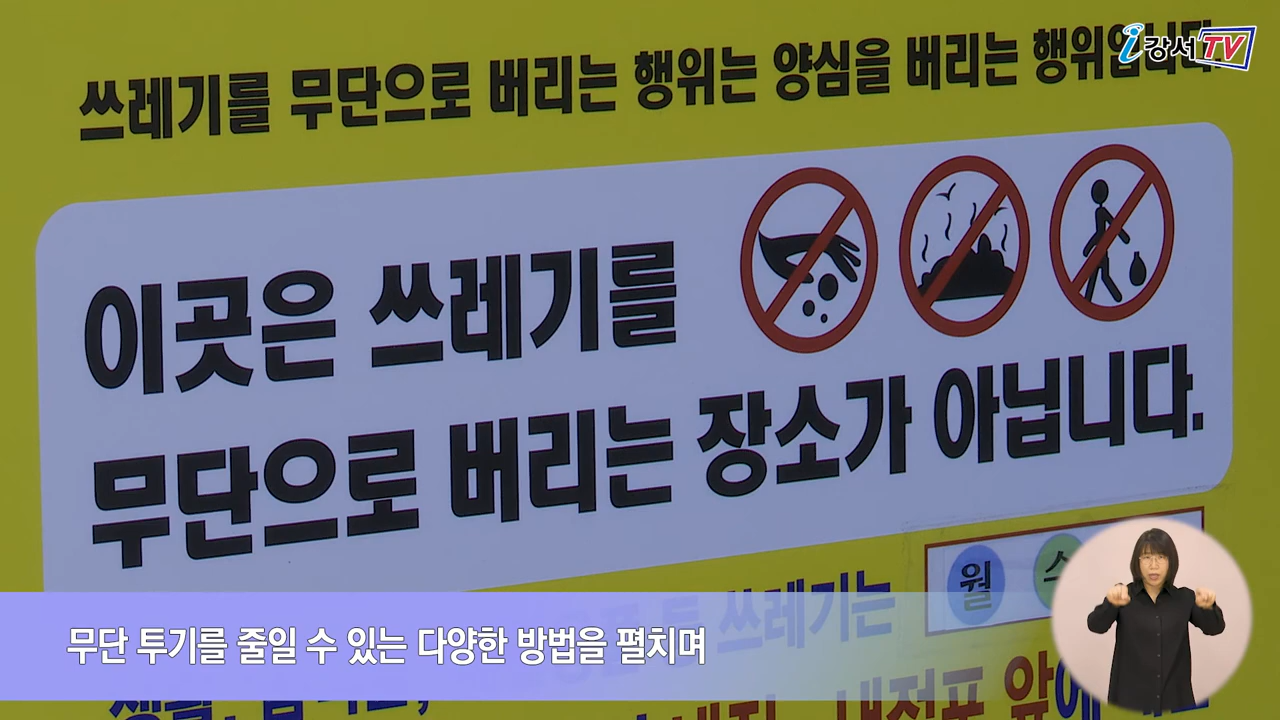 i강서TV
쓰레기를 무단으로 버리는 행위는 양심을 버리는 행위입니다.
이곳은 쓰레기를
무단으로 버리는 장소가 아닙니다.
쓰레기는
월
무단 투기를 줄일 수 있는 다양한 방법을 펼치며
앞에